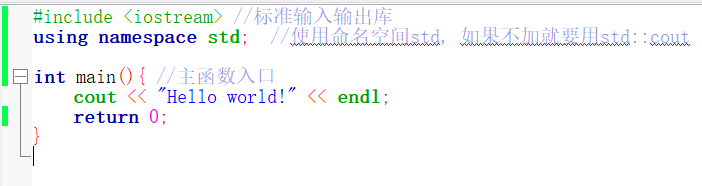 #include <iostream> //标准输入输出库
using namespace std;  //使用命名空间std, 如果不加就要用std::cout
int main(){ //主函数入口
    cout << "Hello world!" << endl;
    return 0;
}